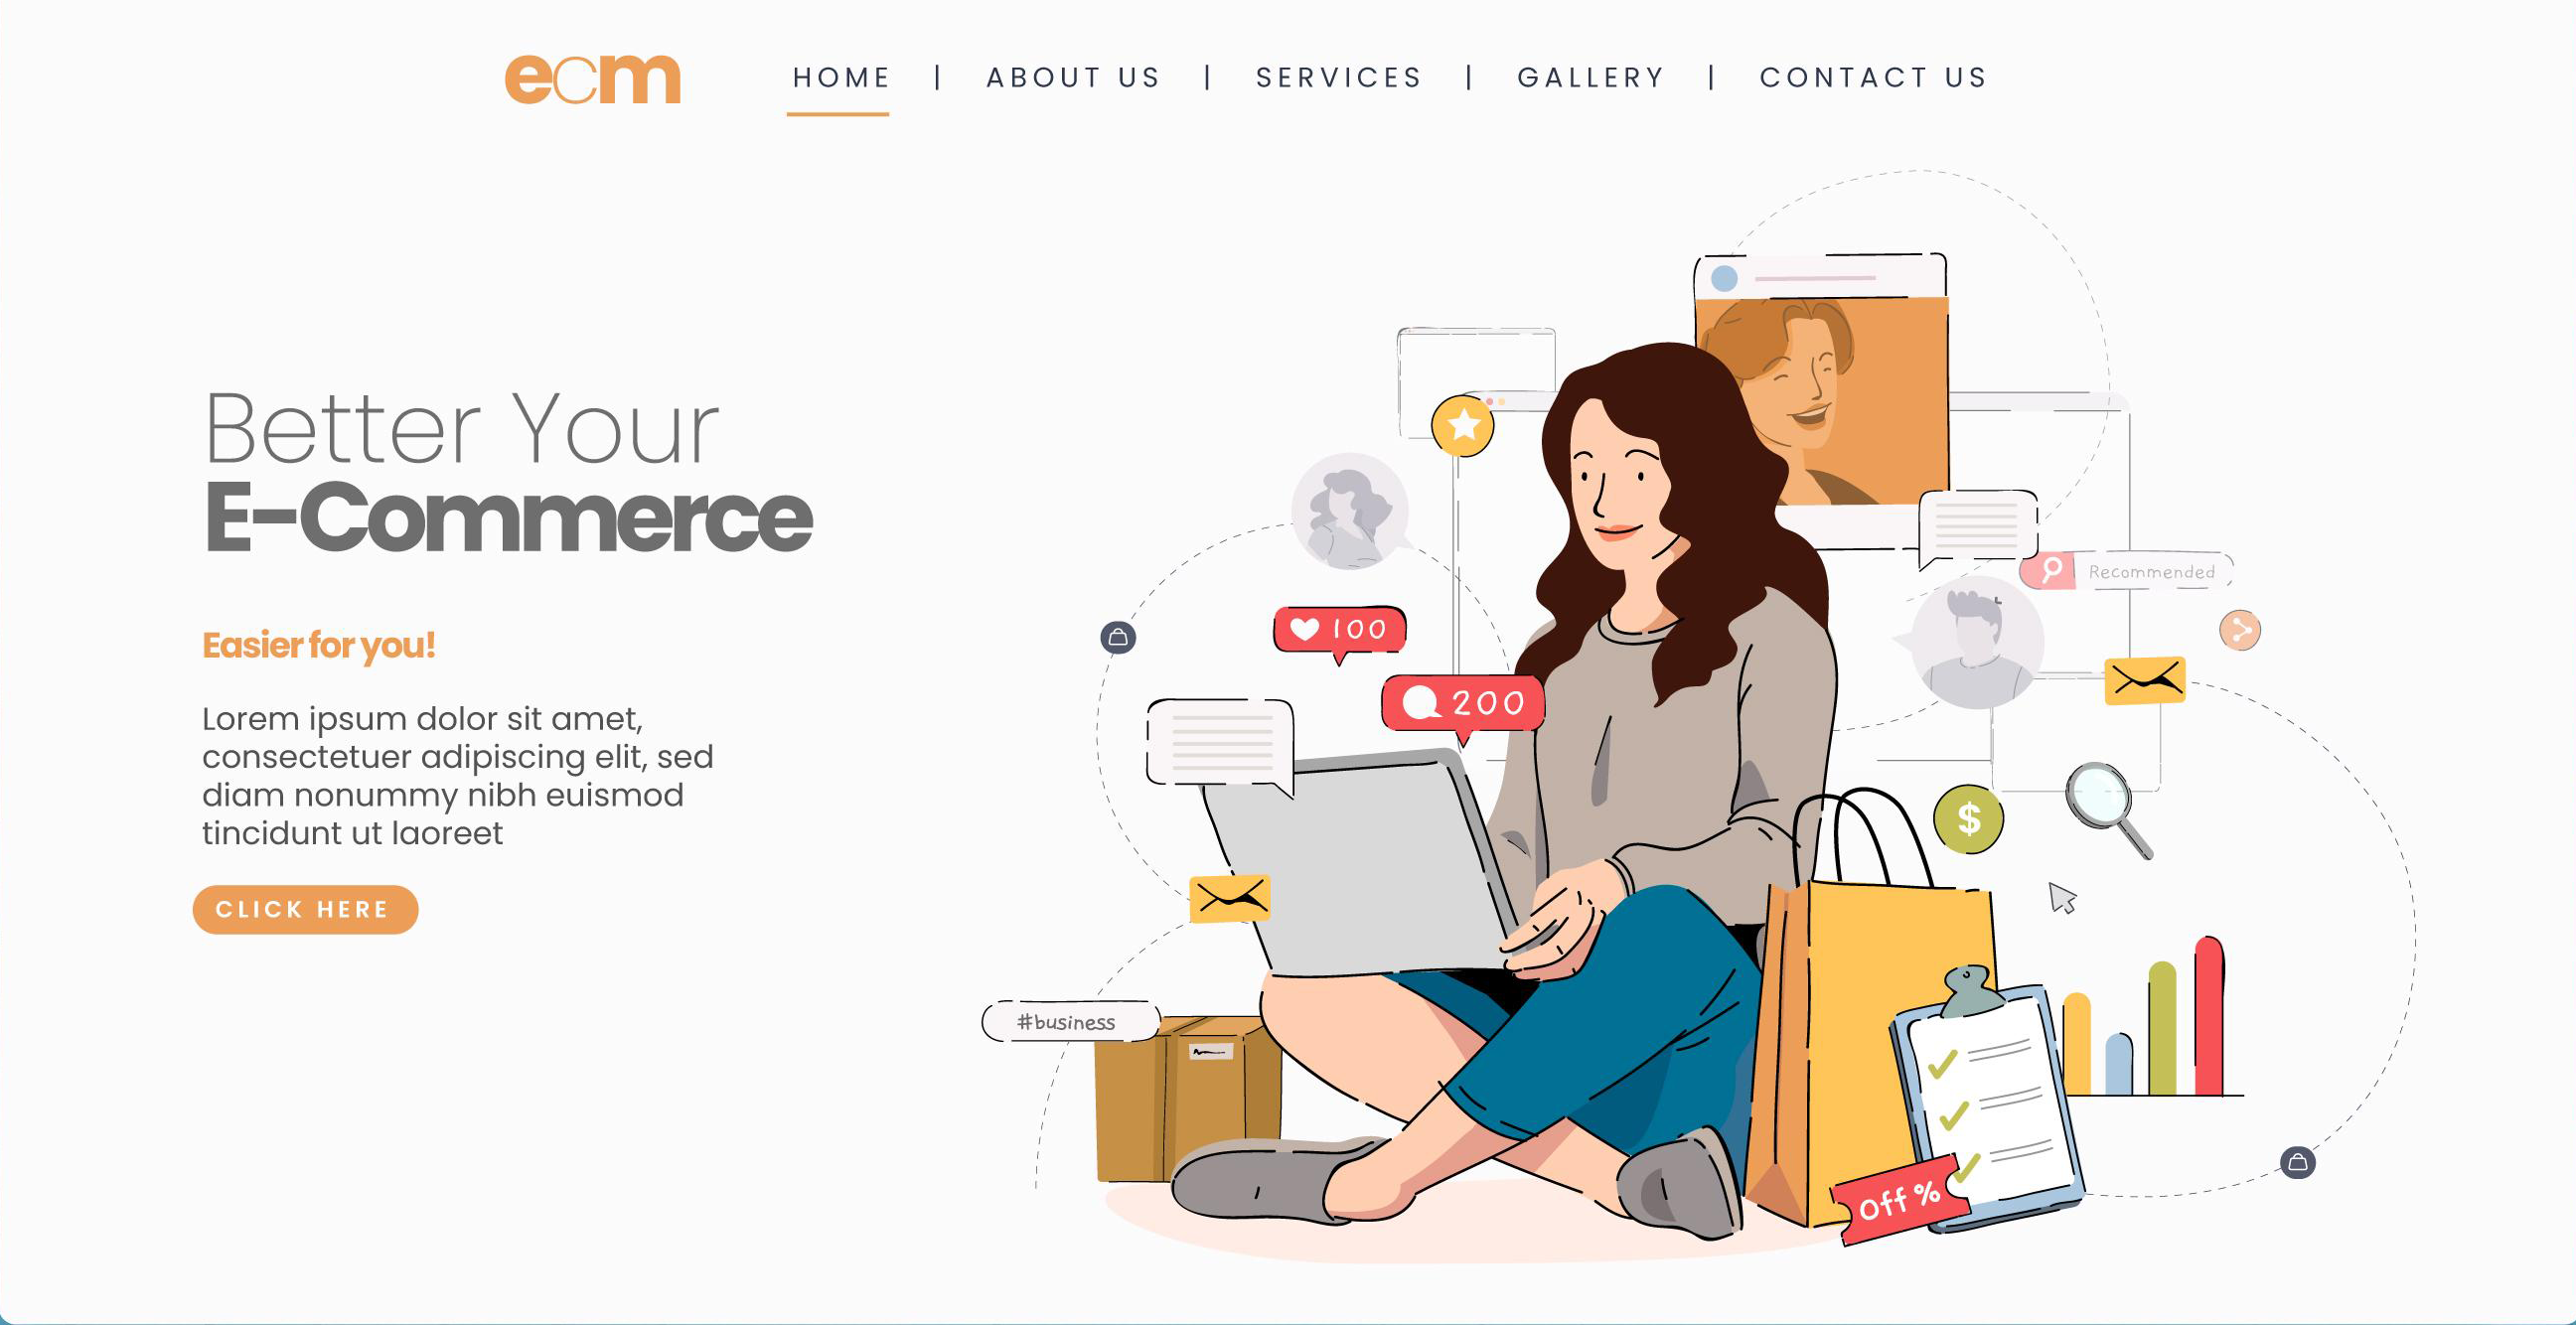 ecm
HOME | ABOUT US | SERVICES | GALLERY | CONTACT US
Better Your
E-Commerce
Easier for you!
Lorem ipsum dolor sit amet,
consectetuer adipiscing elit, sed
diam nonummy nibh euismod
tincidunt ut laoreet
CLICK HERE
Recommended
100
200
$
#business
Off %